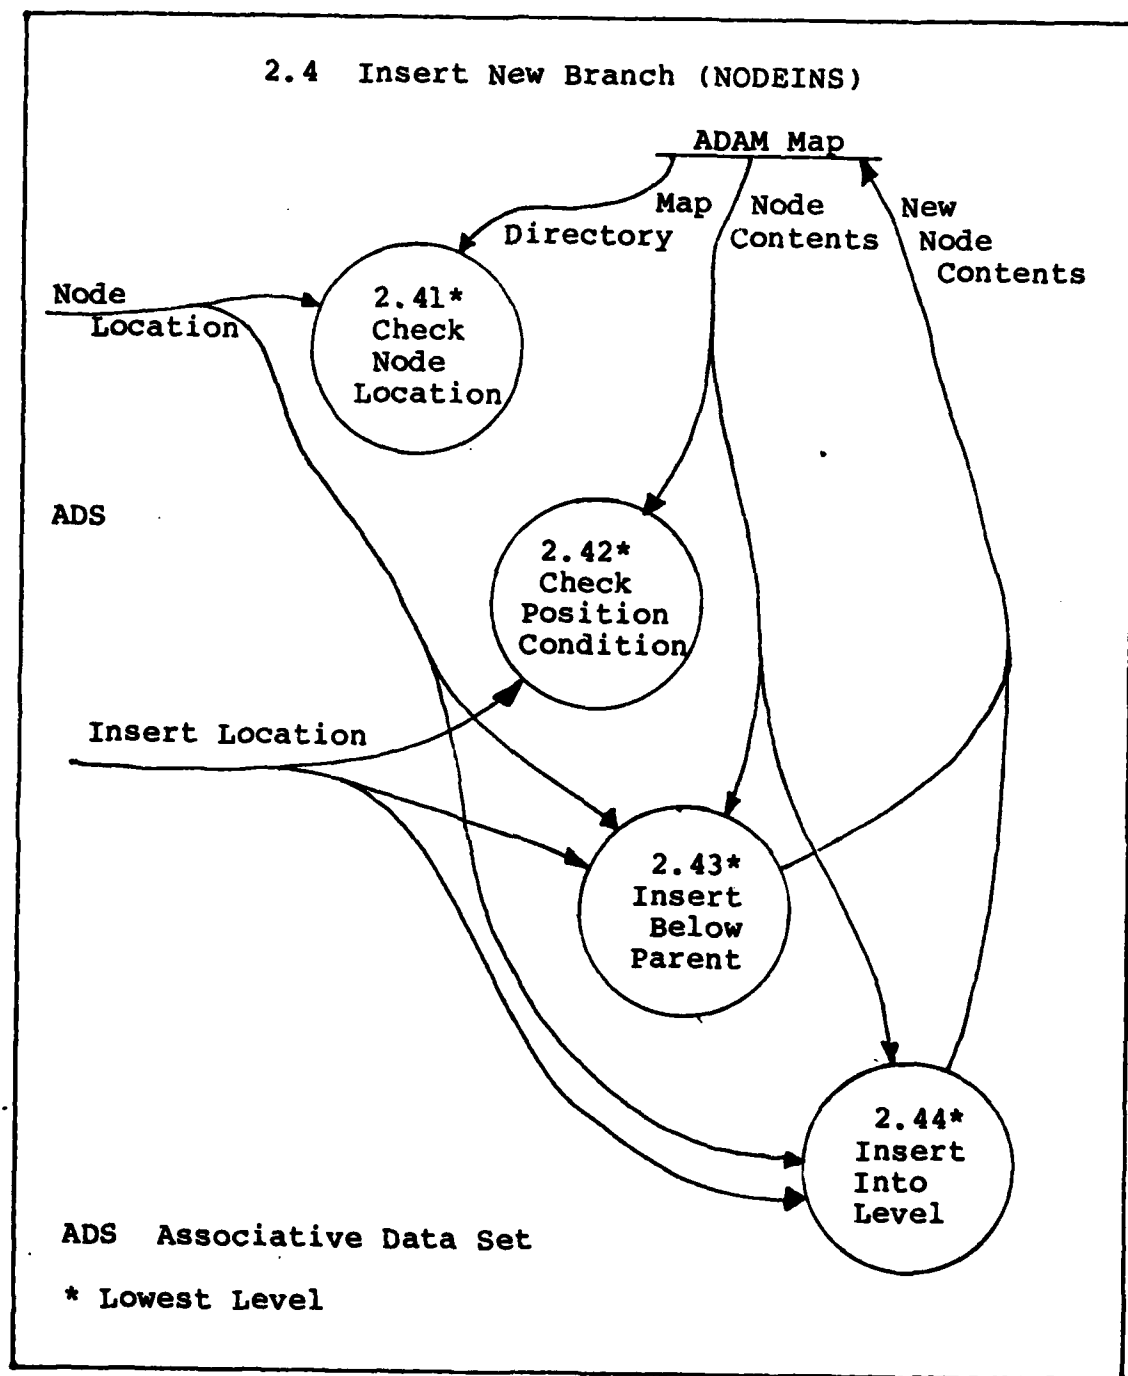 2.4 Insert New Branch (NODEINS)
ADAM Map
Map
Directory
Node
Contents
New
Node
Contents
Node
Location
2.41*
Check
Node
Location
ADS
2.42*
Check
Position
Condition
Insert Location
2.43*
Insert
Below
Parent
2.44*
Insert
Into
Level
ADS Associative Data Set
* Lowest Level